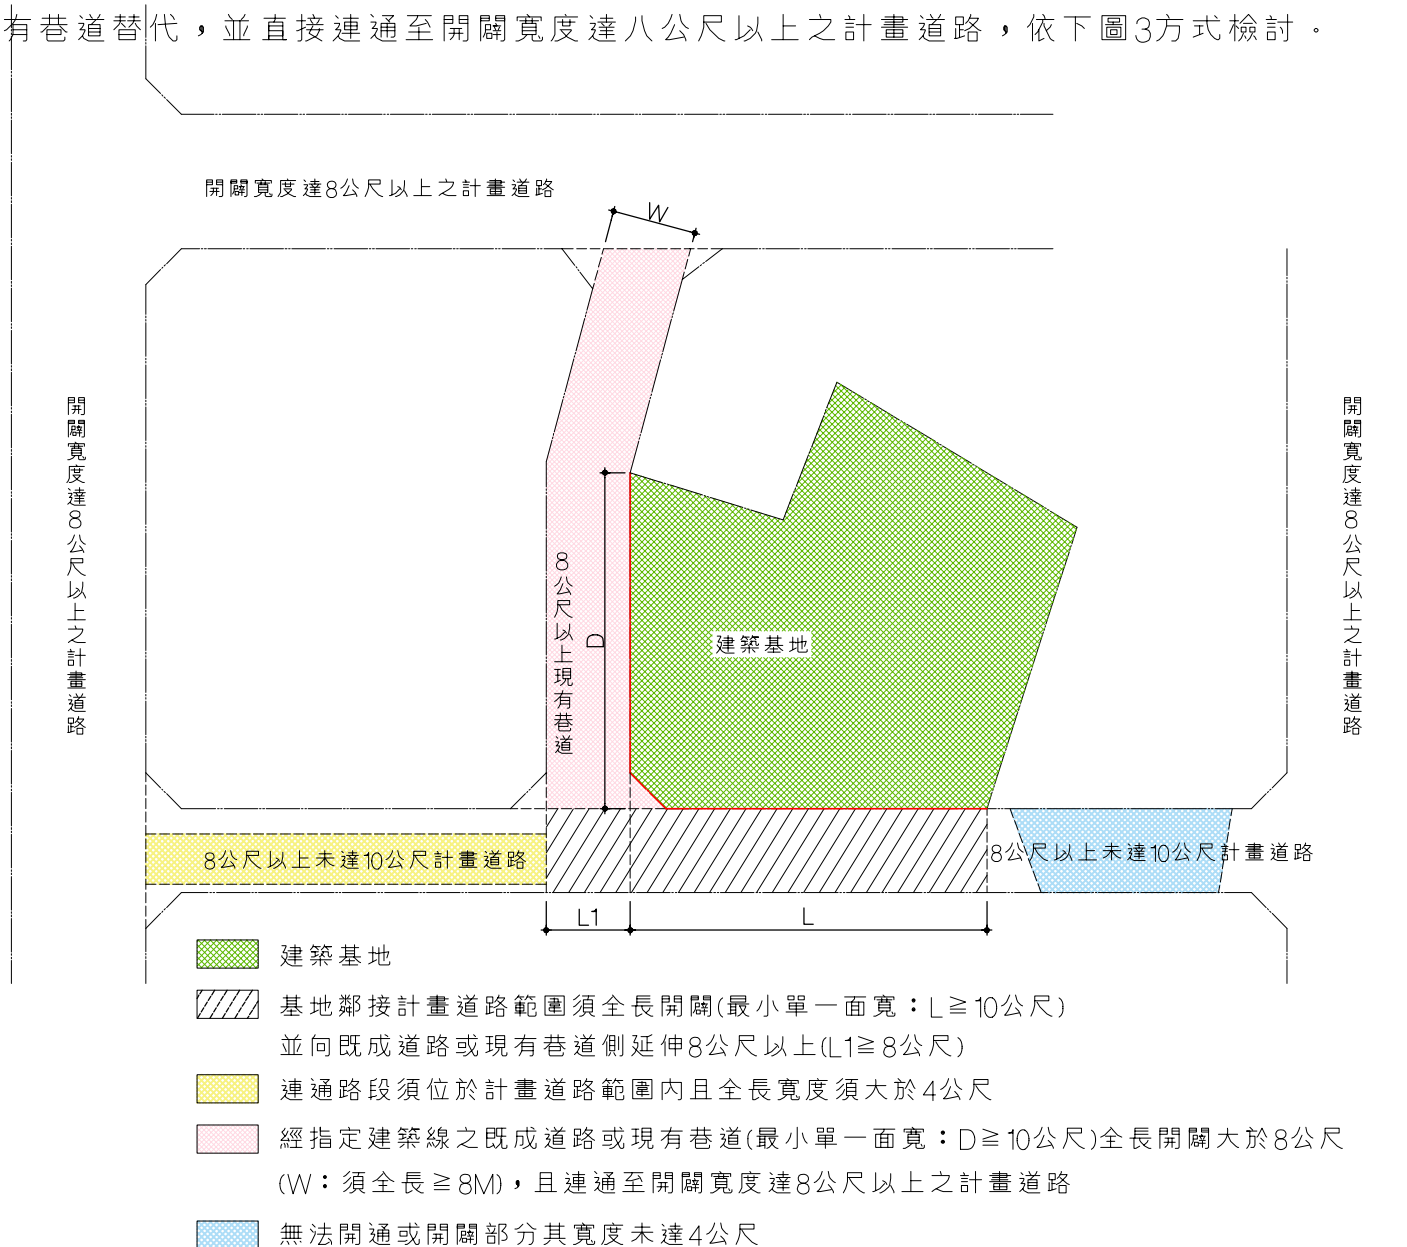 有巷道替代，並直接連通至開闢寬度達八公尺以上之計畫道路，依下圖3方式檢討。
開闢寬度達8公尺以上之計畫道路
W
開闢寬度達8公尺以上之計畫道路
開闢寬度達8公尺以上之計畫道路
8公尺以上現有巷道
D
建築基地
8公尺以上未達10公尺計畫道路
8公尺以上未達10公尺計畫道路
L1
L
建築基地
基地鄰接計畫道路範圍須全長開闢(最小單一面寬：L≧10公尺)
並向既成道路或現有巷道側延伸8公尺以上(L1≧8公尺)
連通路段須位於計畫道路範圍內且全長寬度須大於4公尺
經指定建築線之既成道路或現有巷道(最小單一面寬：D≧10公尺)全長開闢大於8公尺
(W：須全長≧8M)，且連通至開闢寬度達8公尺以上之計畫道路
無法開通或開闢部分其寬度未達4公尺